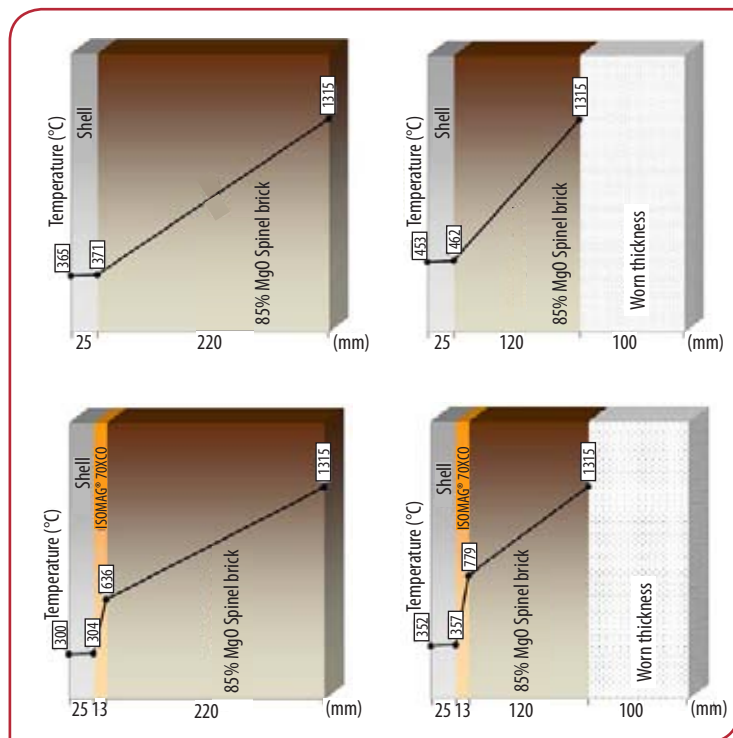 Temperature (°C)
Shell
365
371
1315
85% MgO Spinel brick
25 220 (mm)
Temperature (°C)
Shell
453
462
1315
85% MgO Spinel brick
Worn thickness
25 120 100 (mm)
Temperature (°C)
Shell
ISOMAG® 70XCO
300
304
636
1315
85% MgO Spinel brick
25 13 220 (mm)
Temperature (°C)
Shell
ISOMAG® 70XCO
352
357
779
1315
85% MgO Spinel brick
Worn thickness
25 13 120 100 (mm)